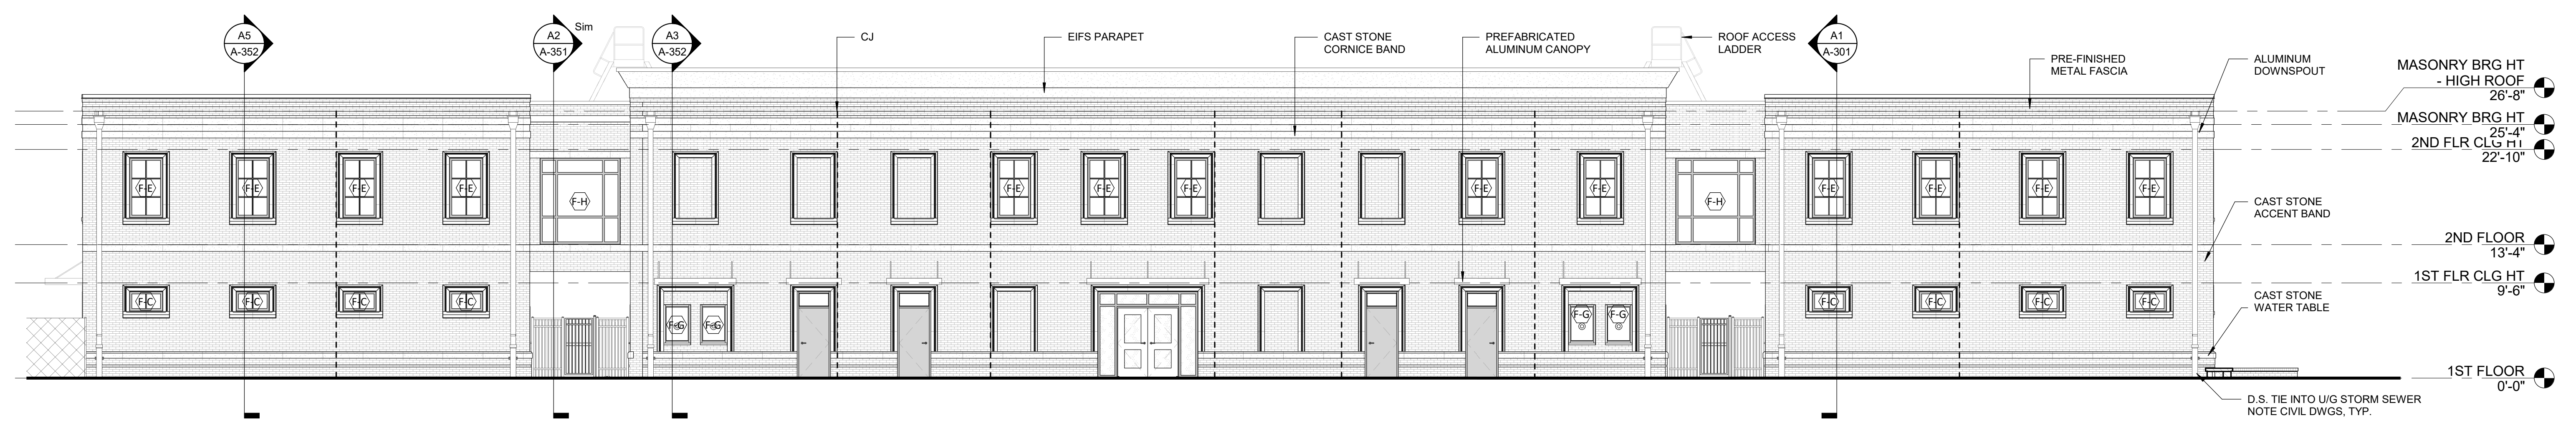 A5
A-352
A2
A-351
Sim
A3
A-352
CJ
EIFS PARAPET
CAST STONE
CORNICE BAND
PREFABRICATED
ALUMINUM CANOPY
ROOF ACCESS
LADDER
A1
A-301
PRE-FINISHED
METAL FASCIA
ALUMINUM
DOWNSPOUT
MASONRY BRG HT
- HIGH ROOF
26'-8"
MASONRY BRG HT
25'-4"
2ND FLR CLG HT
22'-10"
F-E
F-E
F-E
F-E
F-H
F-E
F-E
F-E
F-E
F-E
F-H
F-E
F-E
F-E
F-E
CAST STONE
ACCENT BAND
2ND FLOOR
13'-4"
1ST FLR CLG HT
9'-6"
F-C
F-C
F-C
F-C
F-G
F-G
F-G
F-G
F-C
F-C
F-C
F-C
CAST STONE
WATER TABLE
1ST FLOOR
0'-0"
D.S. TIE INTO U/G STORM SEWER
NOTE CIVIL DWGS, TYP.